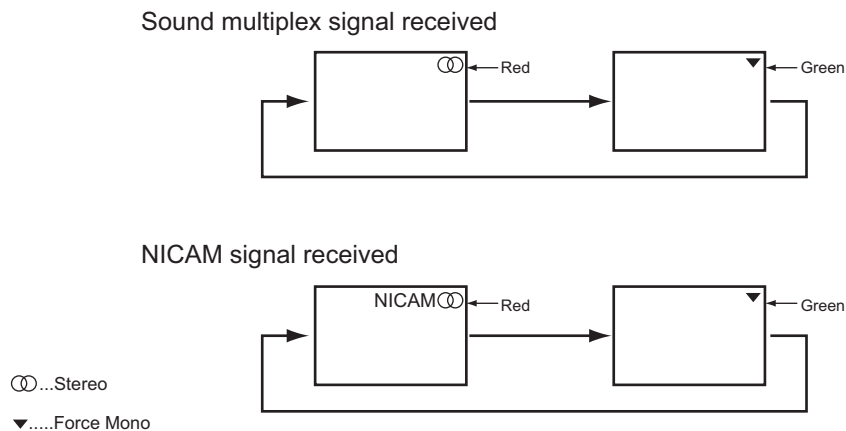 Sound multiplex signal received
Red
Green
NICAM signal received
NICAM
Red
Green
...Stereo
.....Force Mono